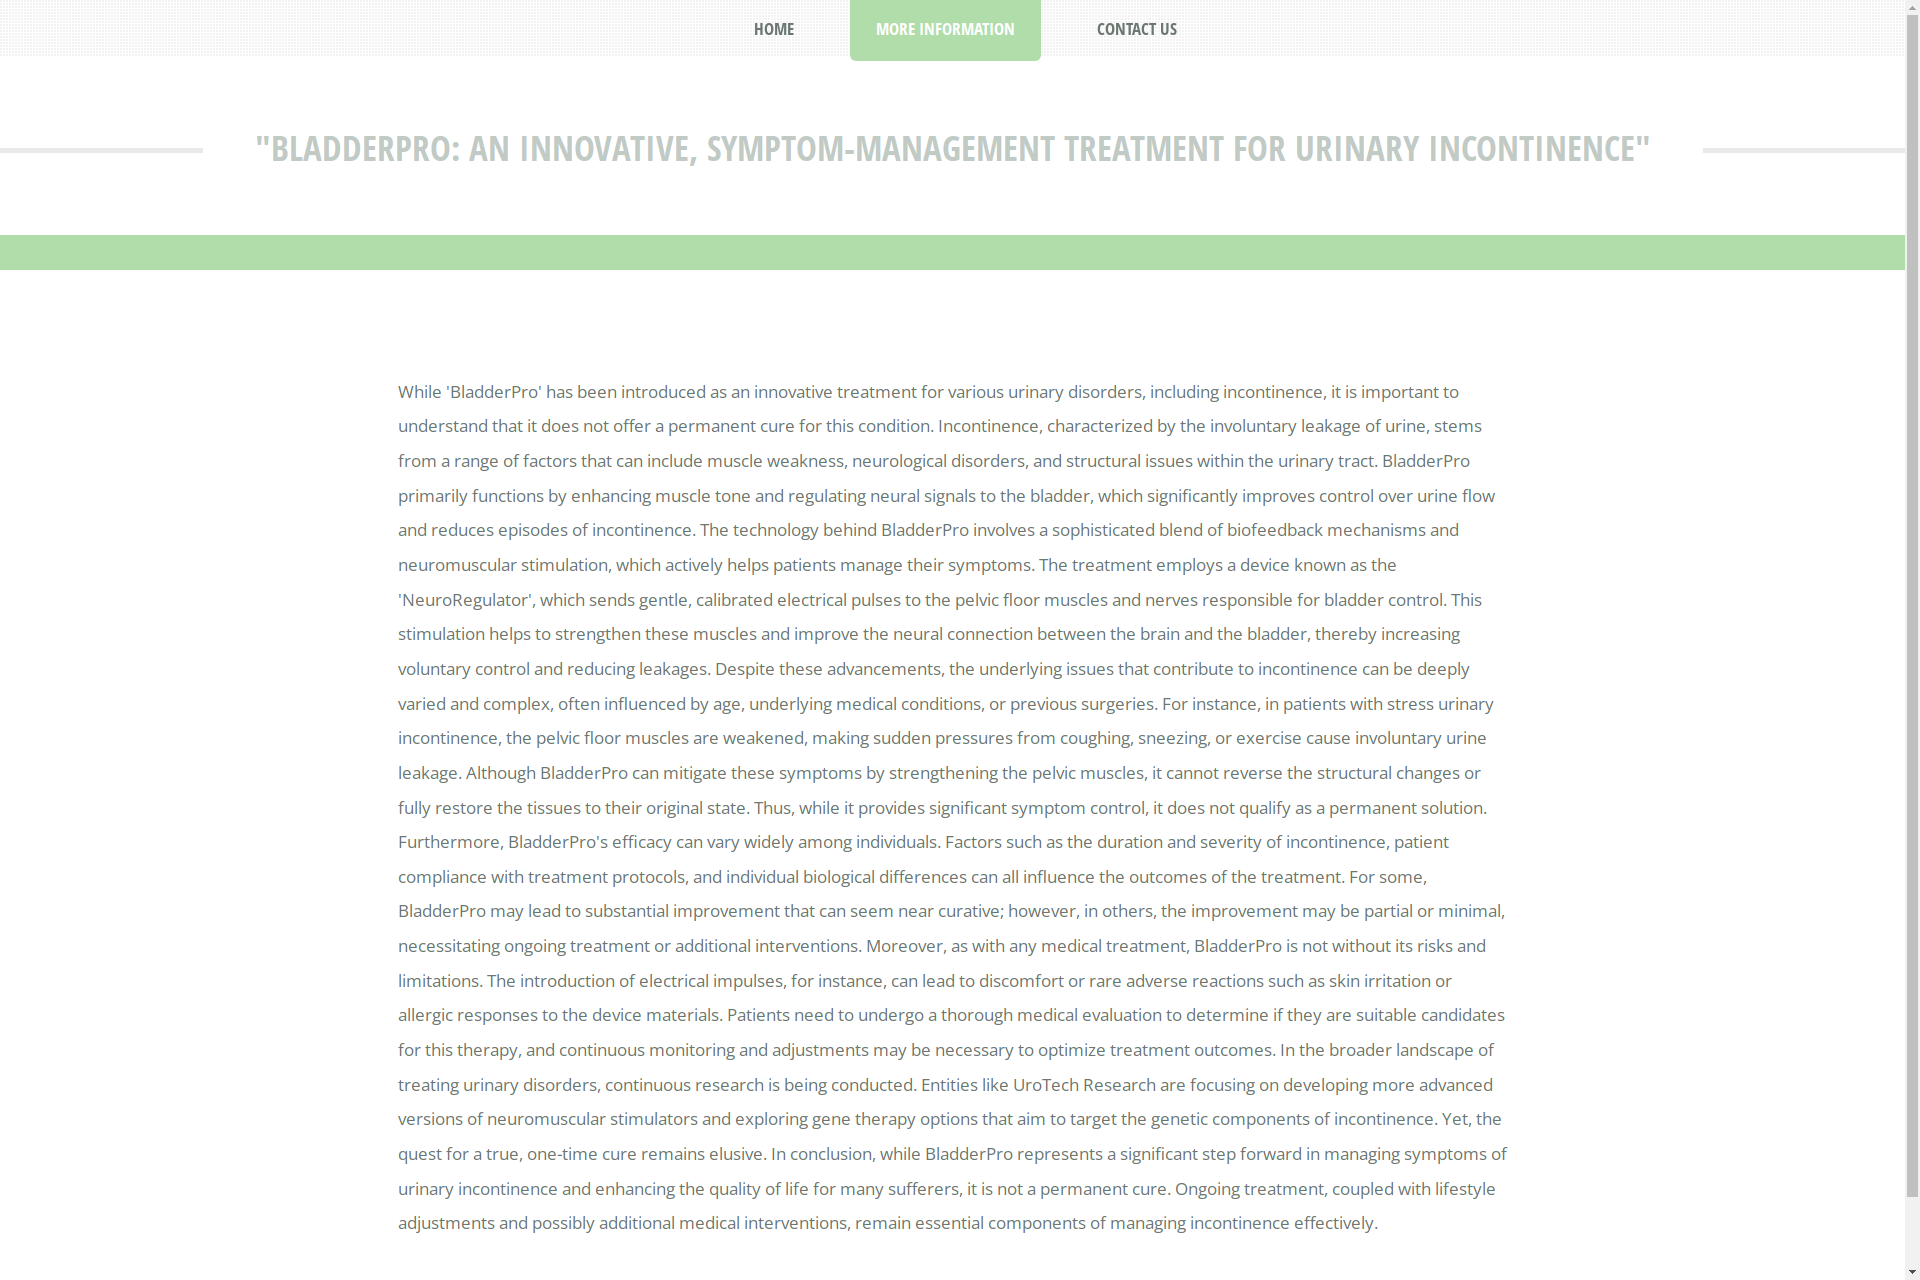 HOME
MORE INFORMATION
CONTACT US
"BLADDERPRO: AN INNOVATIVE, SYMPTOM-MANAGEMENT TREATMENT FOR URINARY INCONTINENCE"
While 'BladderPro' has been introduced as an innovative treatment for various urinary disorders, including incontinence, it is important to
understand that it does not offer a permanent cure for this condition. Incontinence, characterized by the involuntary leakage of urine, stems
from a range of factors that can include muscle weakness, neurological disorders, and structural issues within the urinary tract. BladderPro
primarily functions by enhancing muscle tone and regulating neural signals to the bladder, which significantly improves control over urine flow
and reduces episodes of incontinence. The technology behind BladderPro involves a sophisticated blend of biofeedback mechanisms and
neuromuscular stimulation, which actively helps patients manage their symptoms. The treatment employs a device known as the
'NeuroRegulator', which sends gentle, calibrated electrical pulses to the pelvic floor muscles and nerves responsible for bladder control. This
stimulation helps to strengthen these muscles and improve the neural connection between the brain and the bladder, thereby increasing
voluntary control and reducing leakages. Despite these advancements, the underlying issues that contribute to incontinence can be deeply
varied and complex, often influenced by age, underlying medical conditions, or previous surgeries. For instance, in patients with stress urinary
incontinence, the pelvic floor muscles are weakened, making sudden pressures from coughing, sneezing, or exercise cause involuntary urine
leakage. Although BladderPro can mitigate these symptoms by strengthening the pelvic muscles, it cannot reverse the structural changes or
fully restore the tissues to their original state. Thus, while it provides significant symptom control, it does not qualify as a permanent solution.
Furthermore, BladderPro's efficacy can vary widely among individuals. Factors such as the duration and severity of incontinence, patient
compliance with treatment protocols, and individual biological differences can all influence the outcomes of the treatment. For some,
BladderPro may lead to substantial improvement that can seem near curative; however, in others, the improvement may be partial or minimal,
necessitating ongoing treatment or additional interventions. Moreover, as with any medical treatment, BladderPro is not without its risks and
limitations. The introduction of electrical impulses, for instance, can lead to discomfort or rare adverse reactions such as skin irritation or
allergic responses to the device materials. Patients need to undergo a thorough medical evaluation to determine if they are suitable candidates
for this therapy, and continuous monitoring and adjustments may be necessary to optimize treatment outcomes. In the broader landscape of
treating urinary disorders, continuous research is being conducted. Entities like UroTech Research are focusing on developing more advanced
versions of neuromuscular stimulators and exploring gene therapy options that aim to target the genetic components of incontinence. Yet, the
quest for a true, one-time cure remains elusive. In conclusion, while BladderPro represents a significant step forward in managing symptoms of
urinary incontinence and enhancing the quality of life for many sufferers, it is not a permanent cure. Ongoing treatment, coupled with lifestyle
adjustments and possibly additional medical interventions, remain essential components of managing incontinence effectively.